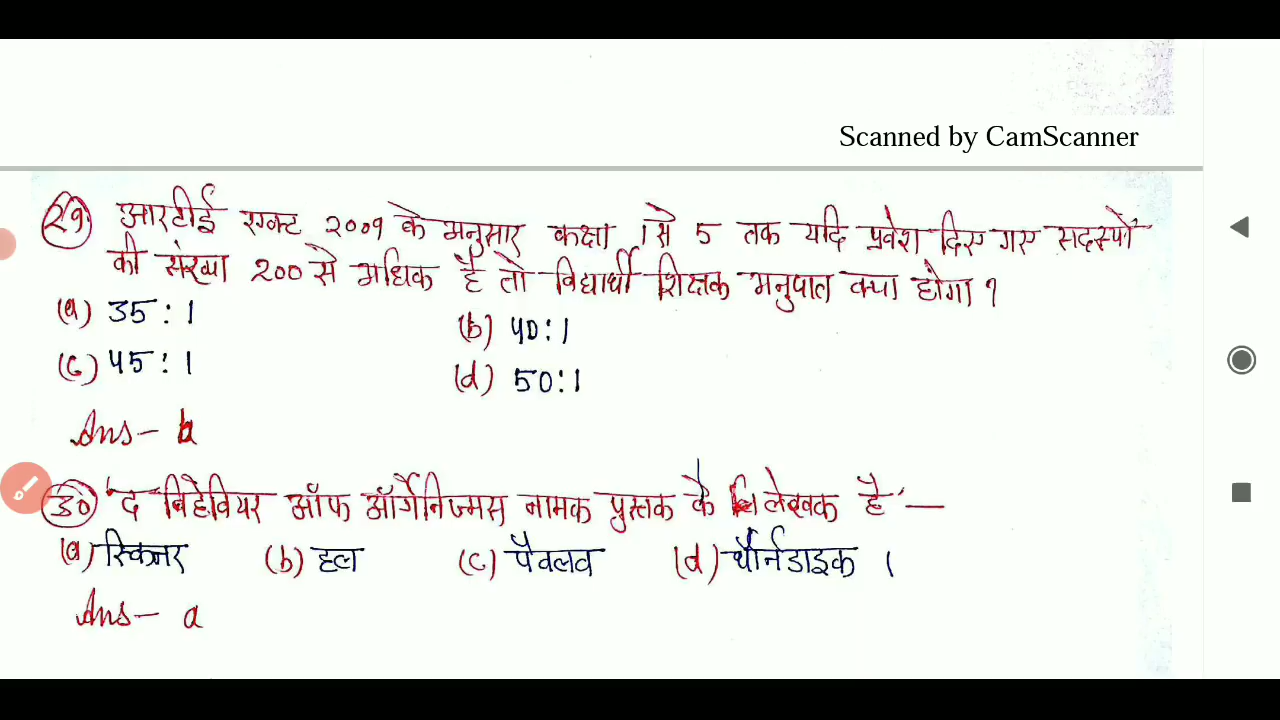 Scanned by CamScanner
29. आरटीई एक्ट 2009 के अनुसार कक्षा 1 से 5 तक यदि प्रवेश दिए गए सदस्यों
की संख्या 200 से अधिक है तो विद्यार्थी शिक्षक अनुपात क्या होगा ?
(a) 35:1 (b) 40:1
(c) 45:1 (d) 50:1
Ans- b
30 'द बिहेवियर ऑफ ऑर्गेनिज्मस नामक पुस्तक के लेखक है'—
(a) स्किनर (b) हल (c) पैवलव (d) थौर्नडाइक ।
Ans- a